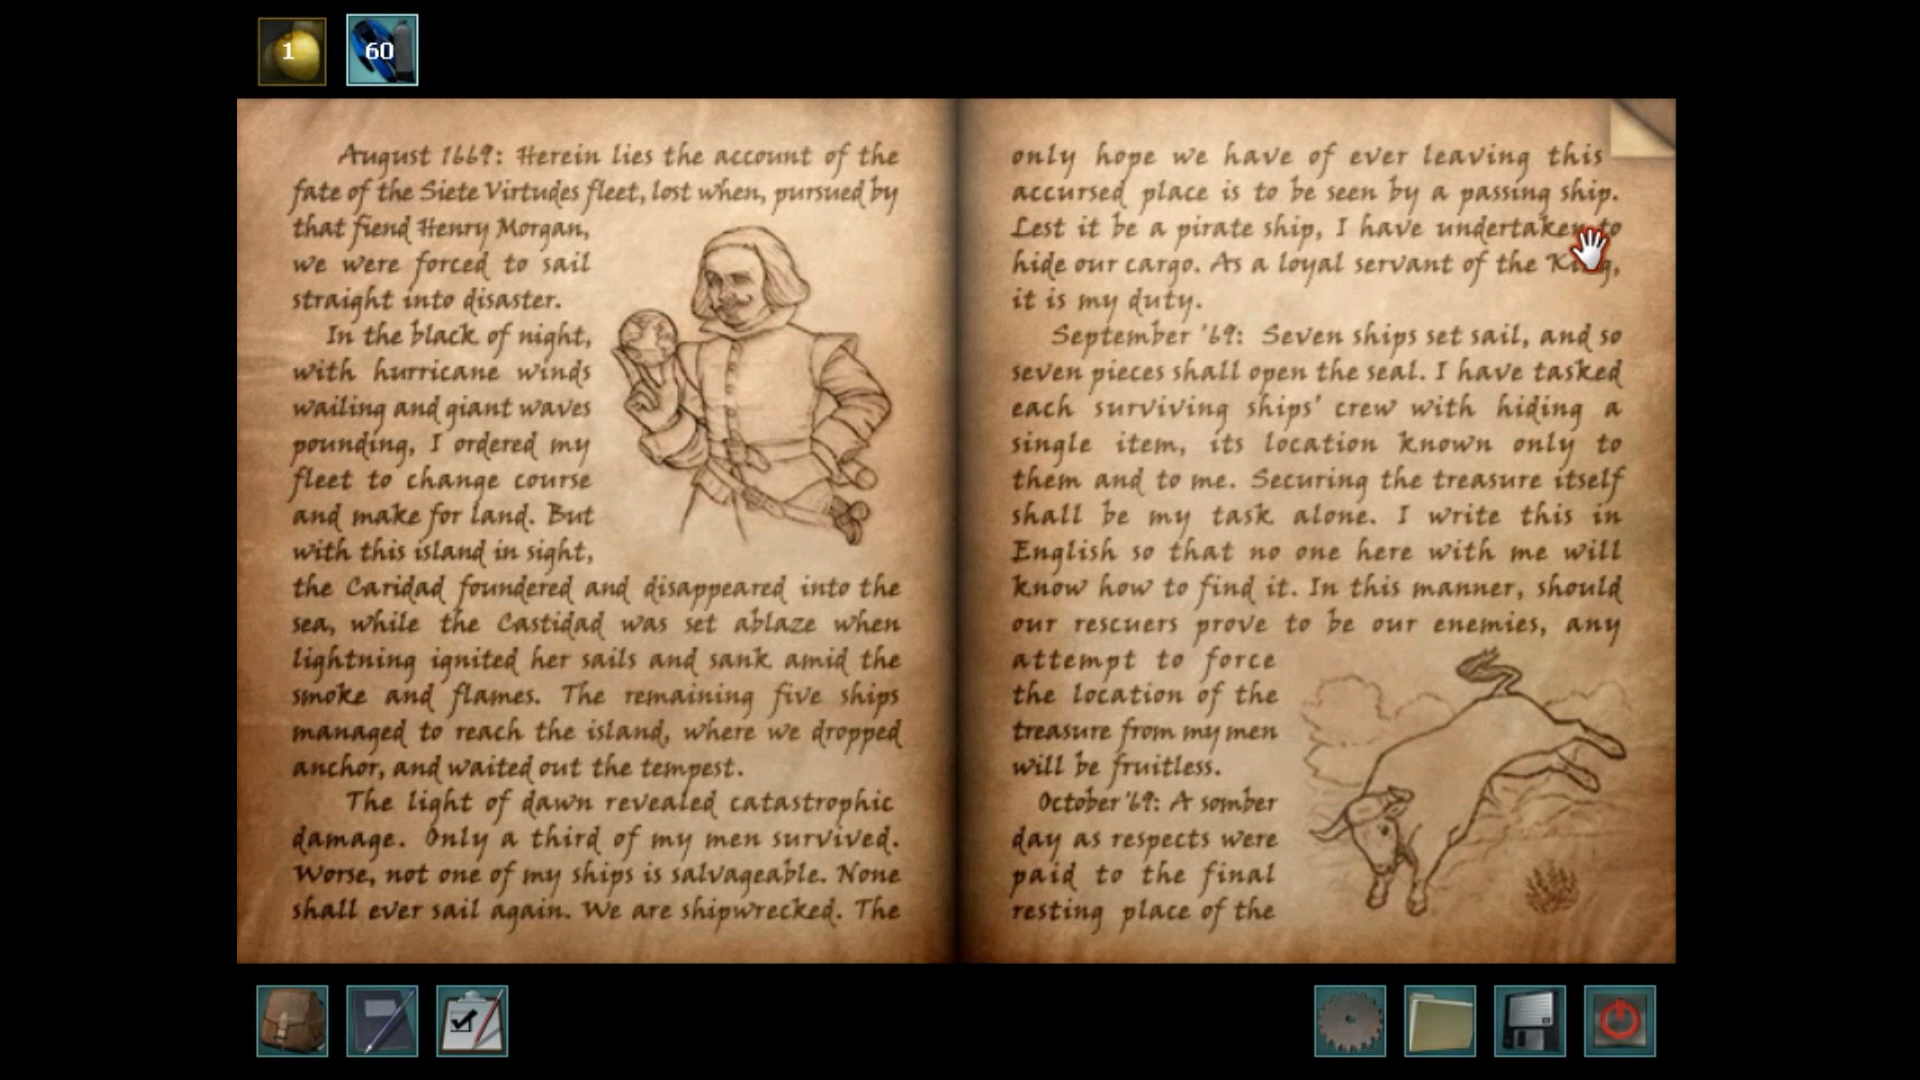 1
60
August 1669: Herein lies the account of the
fate of the Siete Virtudes fleet, lost when, pursued by
that fiend Henry Morgan,
we were forced to sail
straight into disaster.
In the black of night,
with hurricane winds
wailing and giant waves
pounding, I ordered my
fleet to change course
and make for land. But
with this island in sight,
the Caridad foundered and disappeared into the
sea, while the Castidad was set ablaze when
lightning ignited her sails and sank amid the
smoke and flames. The remaining five ships
managed to reach the island, where we dropped
anchor, and waited out the tempest.
The light of dawn revealed catastrophic
damage. Only a third of my men survived.
Worse, not one of my ships is salvageable. None
shall ever sail again. We are shipwrecked. The
only hope we have of ever leaving this
accursed place is to be seen by a passing ship.
Lest it be a pirate ship, I have undertaken to
hide our cargo. As a loyal servant of the King,
it is my duty.
September '69: Seven ships set sail, and so
seven pieces shall open the seal. I have tasked
each surviving ships' crew with hiding a
single item, its location known only to
them and to me. Securing the treasure itself
shall be my task alone. I write this in
English so that no one here with me will
know how to find it. In this manner, should
our rescuers prove to be our enemies, any
attempt to force
the location of the
treasure from my men
will be fruitless.
October '69: A somber
day as respects were
paid to the final
resting place of the